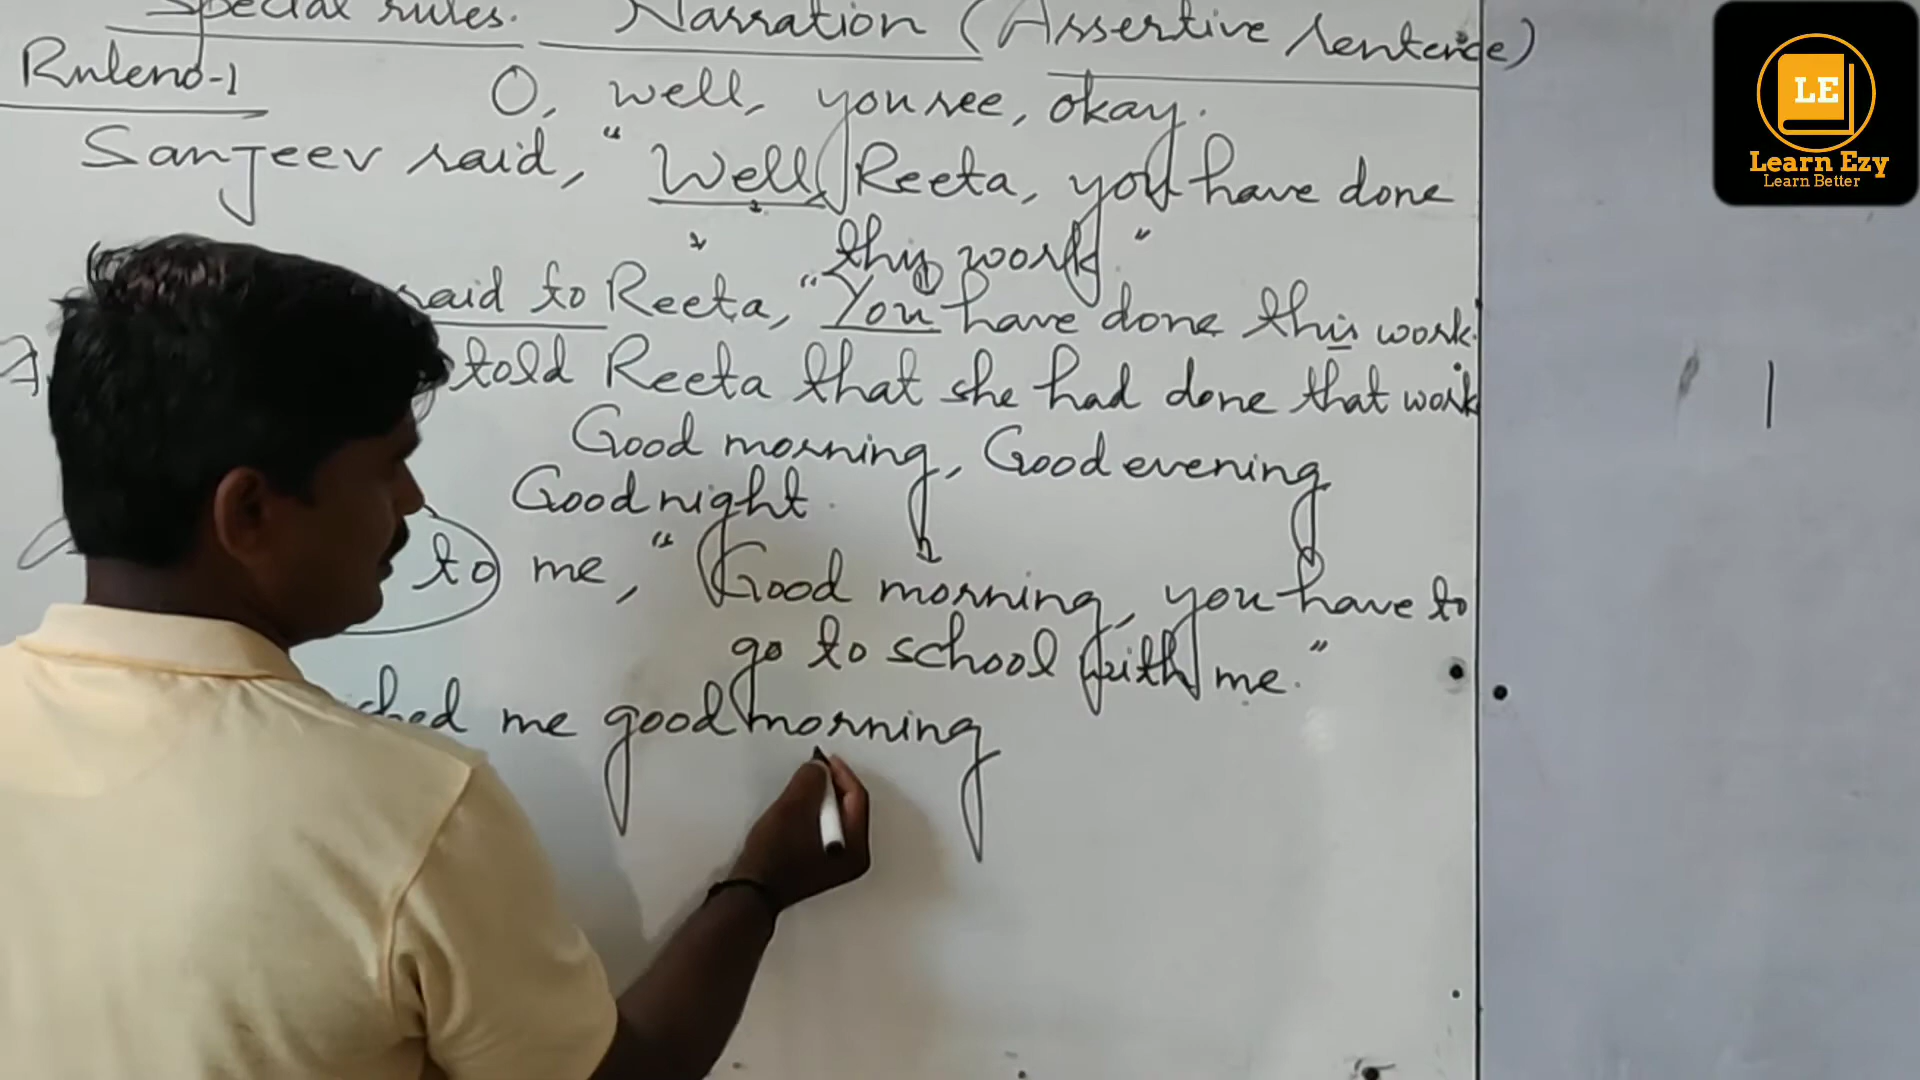 Special rules. Narration (Assertive sentence)
Rule no-1
O, well, you see, okay.
Sanjeev said, "Well, Reeta, you have done
this work."
said to Reeta, "You have done this work.
told Reeta that she had done that work
Good morning, Good evening
Good night.
to me, "Good morning, you have to
go to school with me."
me good morning
LE
Learn Ezy
Learn Better